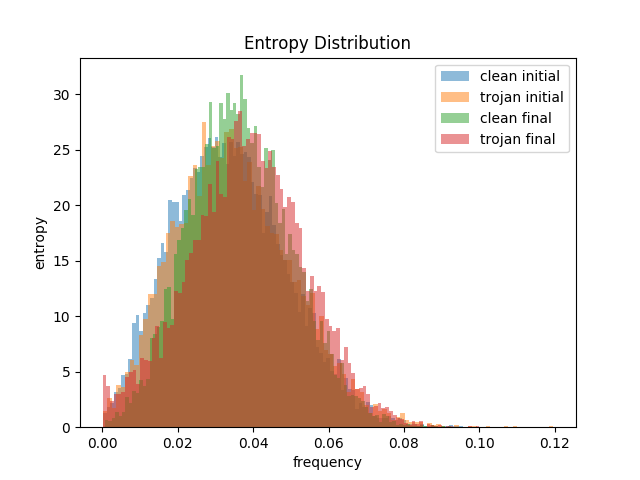 Entropy Distribution
clean initial
trojan initial
clean final
trojan final
entropy
30
25
20
15
10
5
0
0.00 0.02 0.04 0.06 0.08 0.10 0.12
frequency